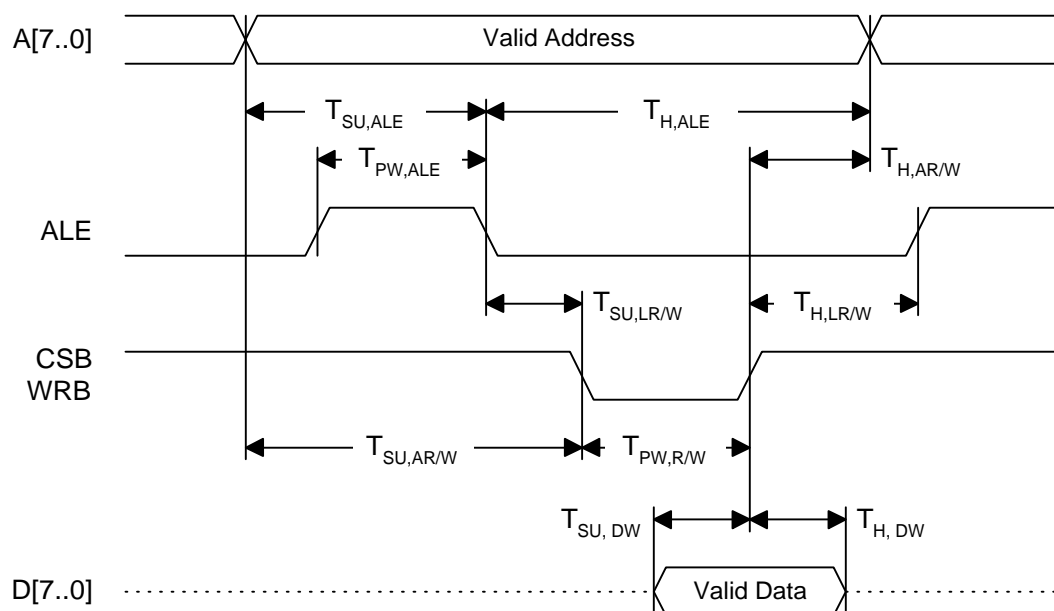 A[7..0] Valid Address
T_SU,ALE T_H,ALE
T_PW,ALE T_H,AR/W
ALE
T_SU,LR/W T_H,LR/W
CSB
WRB
T_SU,AR/W T_PW,R/W
T_SU, DW T_H, DW
D[7..0] Valid Data